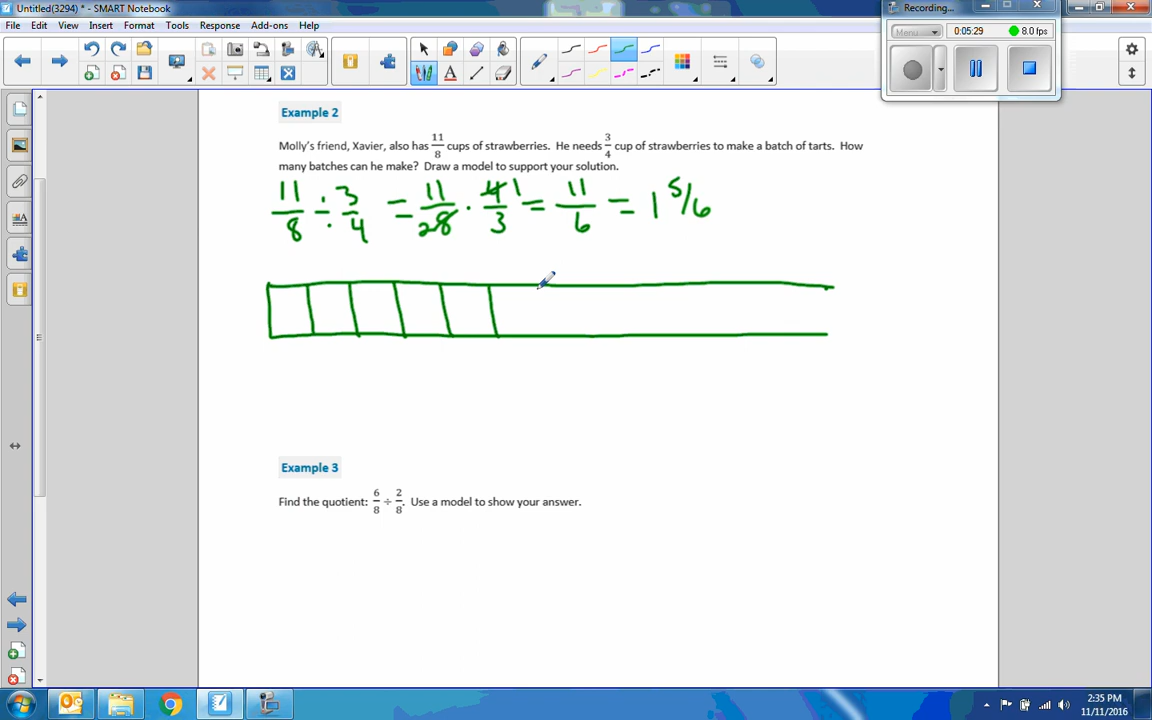 Untitled(3294) * - SMART Notebook
Recording...
File Edit View Insert Format Tools Response Add-ons Help
Menu 0:05:29 8.0 fps
Example 2
Molly's friend, Xavier, also has 11/8 cups of strawberries. He needs 3/4 cup of strawberries to make a batch of tarts. How
many batches can he make? Draw a model to support your solution.
11/8 ÷ 3/4 = 11/28 · 41/3 = 11/6 = 1 5/6
Example 3
Find the quotient: 6/8 ÷ 2/8. Use a model to show your answer.
2:35 PM
11/11/2016